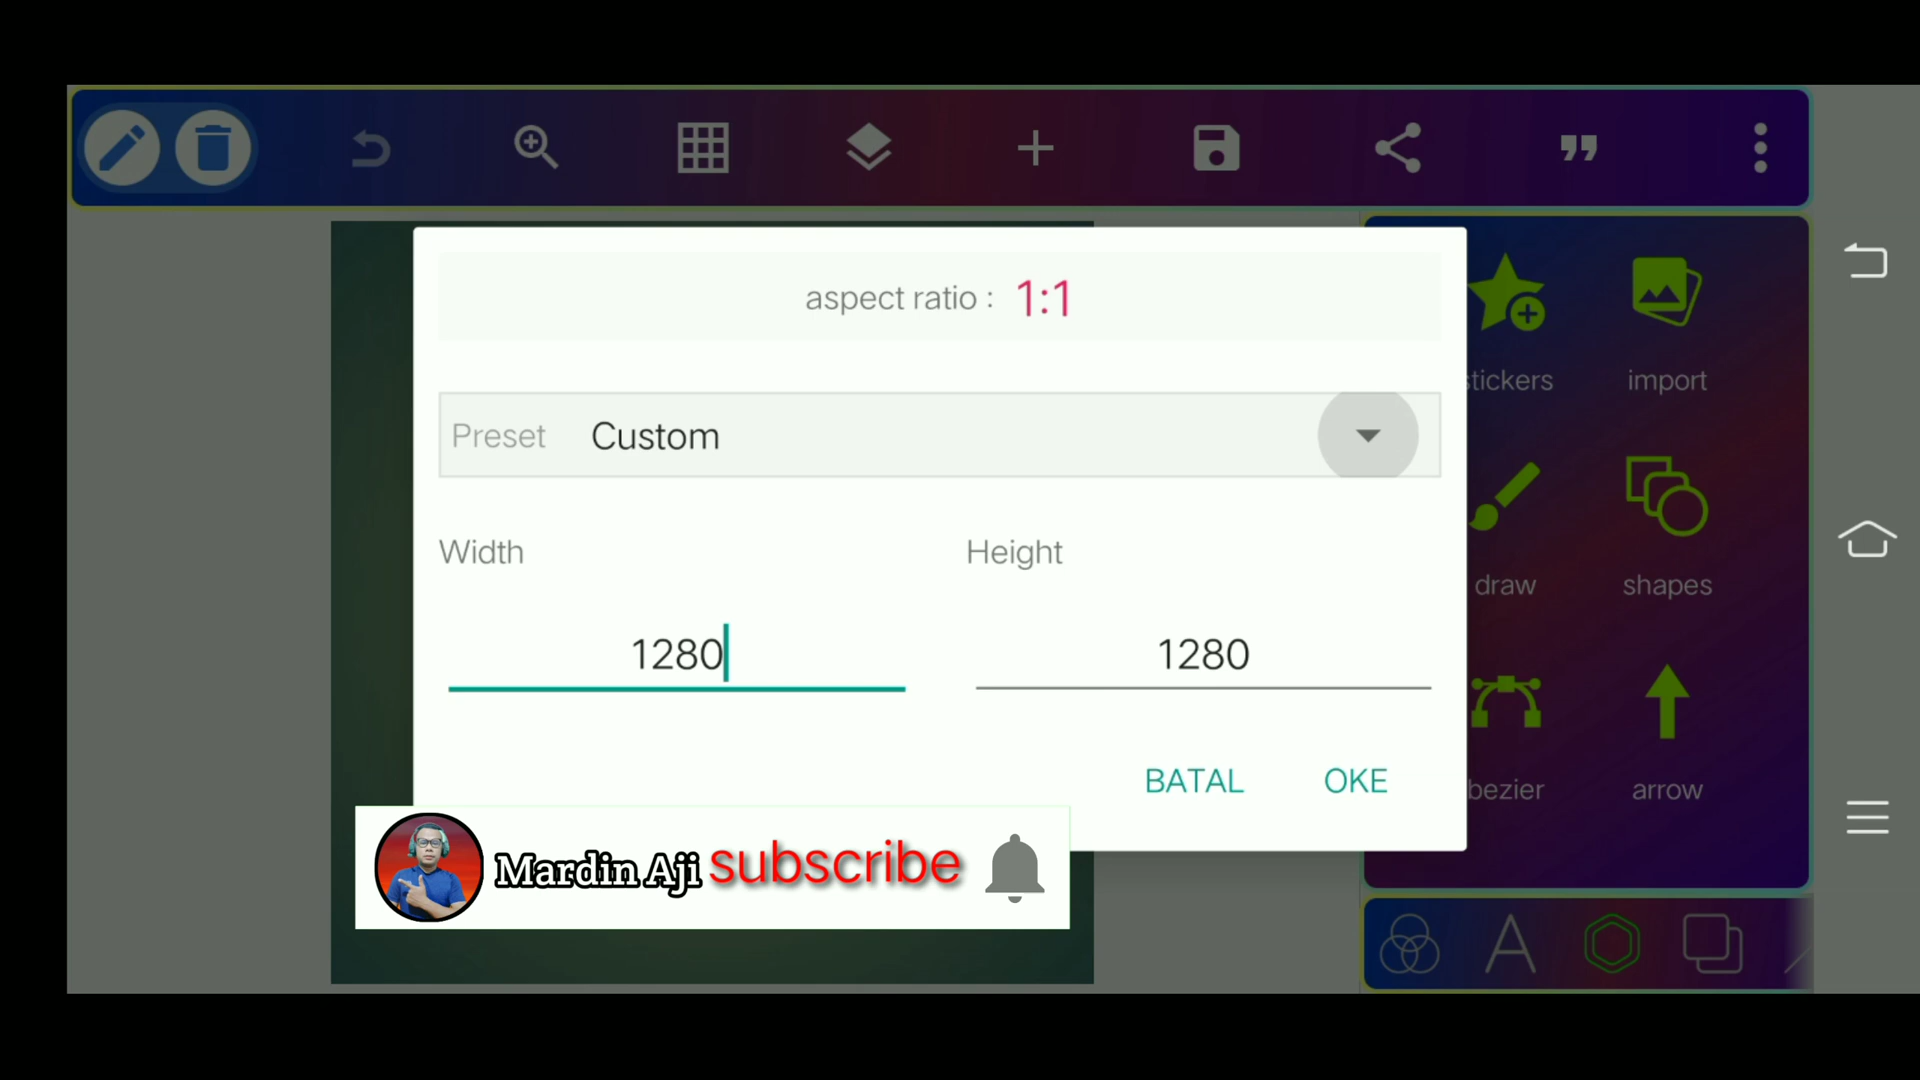 aspect ratio : 1:1
Preset Custom
Width Height
1280 1280
BATAL OKE
tickers import
draw shapes
bezier arrow
Mardin Aji subscribe
A